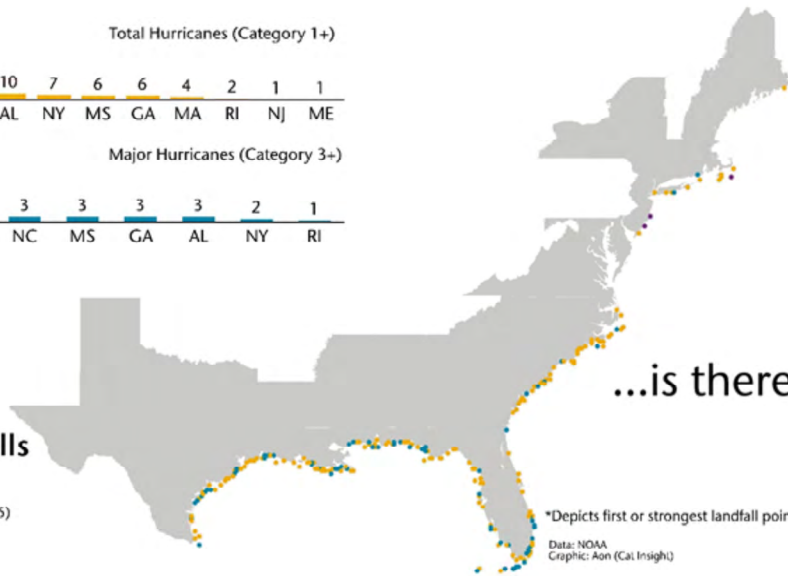 Total Hurricanes (Category 1+)
10 7 6 6 4 2 1 1
AL NY MS GA MA RI NJ ME
Major Hurricanes (Category 3+)
3 3 3 3 2 1
NC MS GA AL NY RI
...is there
lls
5)
*Depicts first or strongest landfall poin
Data: NOAA
Graphic: Aon (Cat Insight)